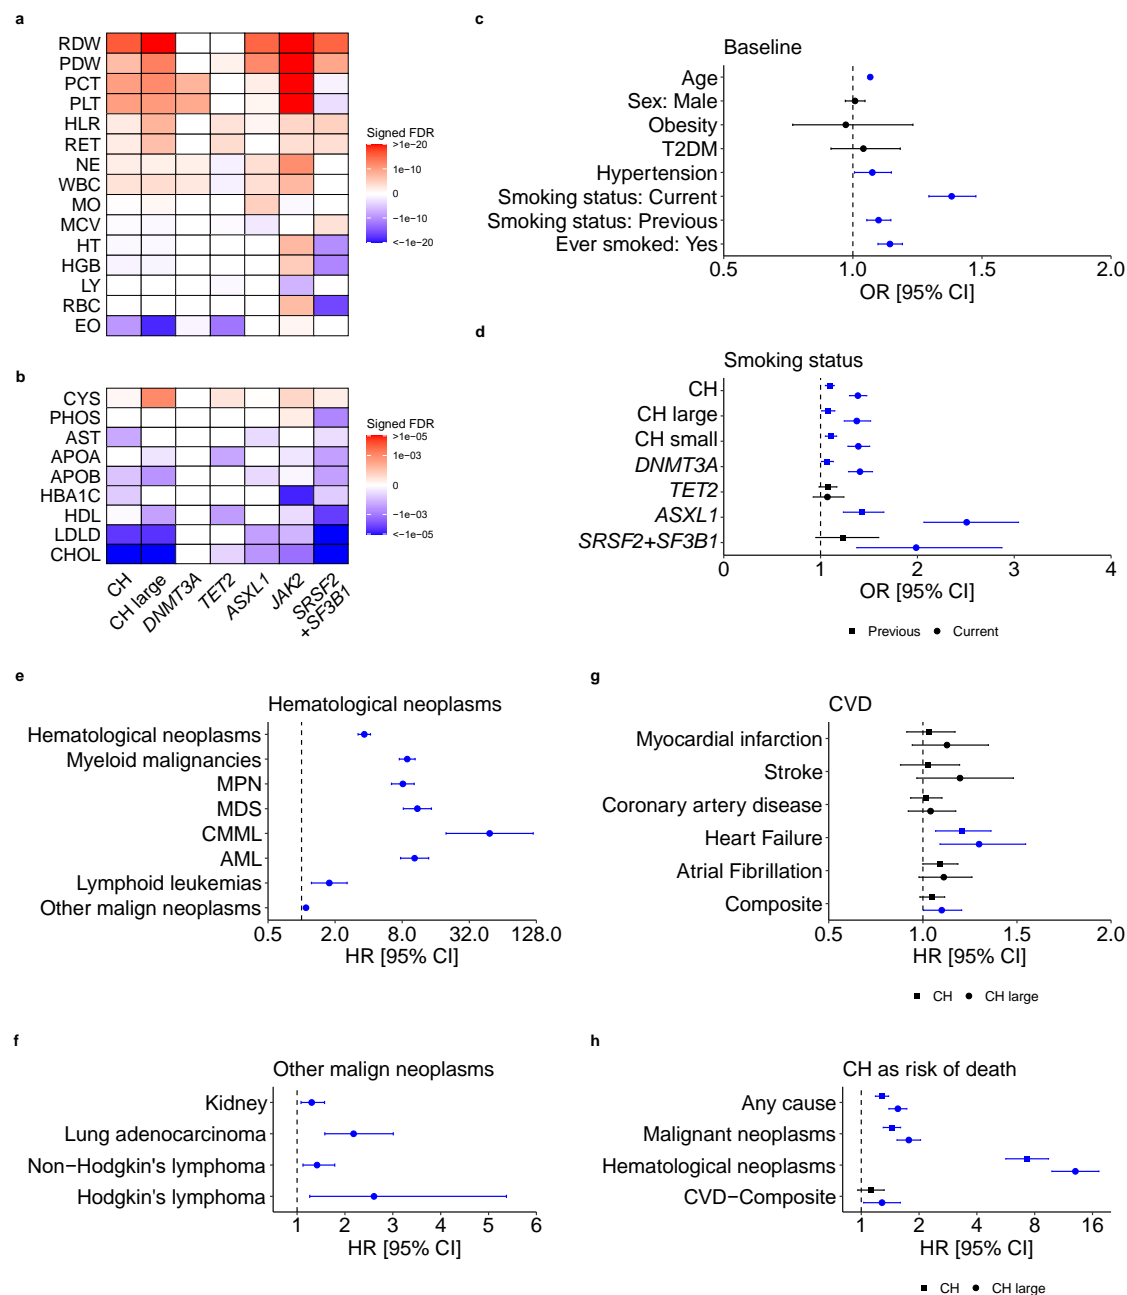 a
RDW
PDW
PCT
PLT
HLR
RET
NE
WBC
MO
MCV
HT
HGB
LY
RBC
EO
Signed FDR
>1e−20
1e−10
0
−1e−10
<−1e−20
b
CYS
PHOS
AST
APOA
APOB
HBA1C
HDL
LDLD
CHOL
CH
CH large
DNMT3A
TET2
ASXL1
JAK2
SRSF2
+SF3B1
Signed FDR
>1e−05
1e−03
0
−1e−03
<−1e−05
c
Baseline
Age
Sex: Male
Obesity
T2DM
Hypertension
Smoking status: Current
Smoking status: Previous
Ever smoked: Yes
0.5 1.0 1.5 2.0
OR [95% CI]
d
Smoking status
CH
CH large
CH small
DNMT3A
TET2
ASXL1
SRSF2+SF3B1
0 1 2 3 4
OR [95% CI]
Previous Current
e
Hematological neoplasms
Hematological neoplasms
Myeloid malignancies
MPN
MDS
CMML
AML
Lymphoid leukemias
Other malign neoplasms
0.5 2.0 8.0 32.0 128.0
HR [95% CI]
g
CVD
Myocardial infarction
Stroke
Coronary artery disease
Heart Failure
Atrial Fibrillation
Composite
0.5 1.0 1.5 2.0
HR [95% CI]
CH CH large
f
Other malign neoplasms
Kidney
Lung adenocarcinoma
Non−Hodgkin's lymphoma
Hodgkin's lymphoma
1 2 3 4 5 6
HR [95% CI]
h
CH as risk of death
Any cause
Malignant neoplasms
Hematological neoplasms
CVD−Composite
1 2 4 8 16
HR [95% CI]
CH CH large